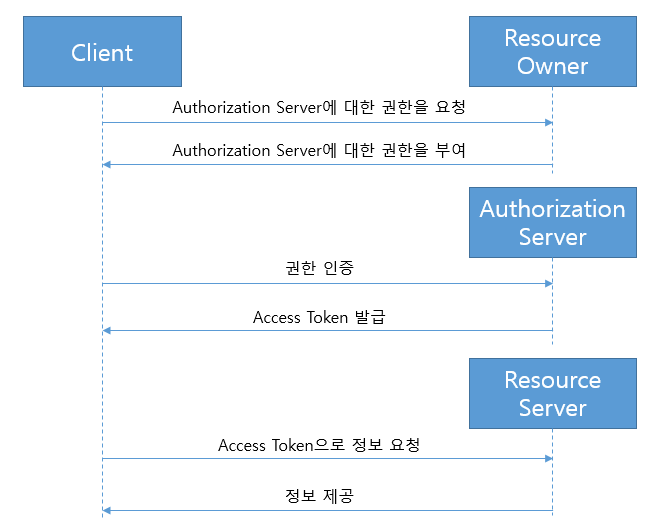 Client
Resource
Owner
Authorization Server에 대한 권한을 요청
Authorization Server에 대한 권한을 부여
Authorization
Server
권한 인증
Access Token 발급
Resource
Server
Access Token으로 정보 요청
정보 제공